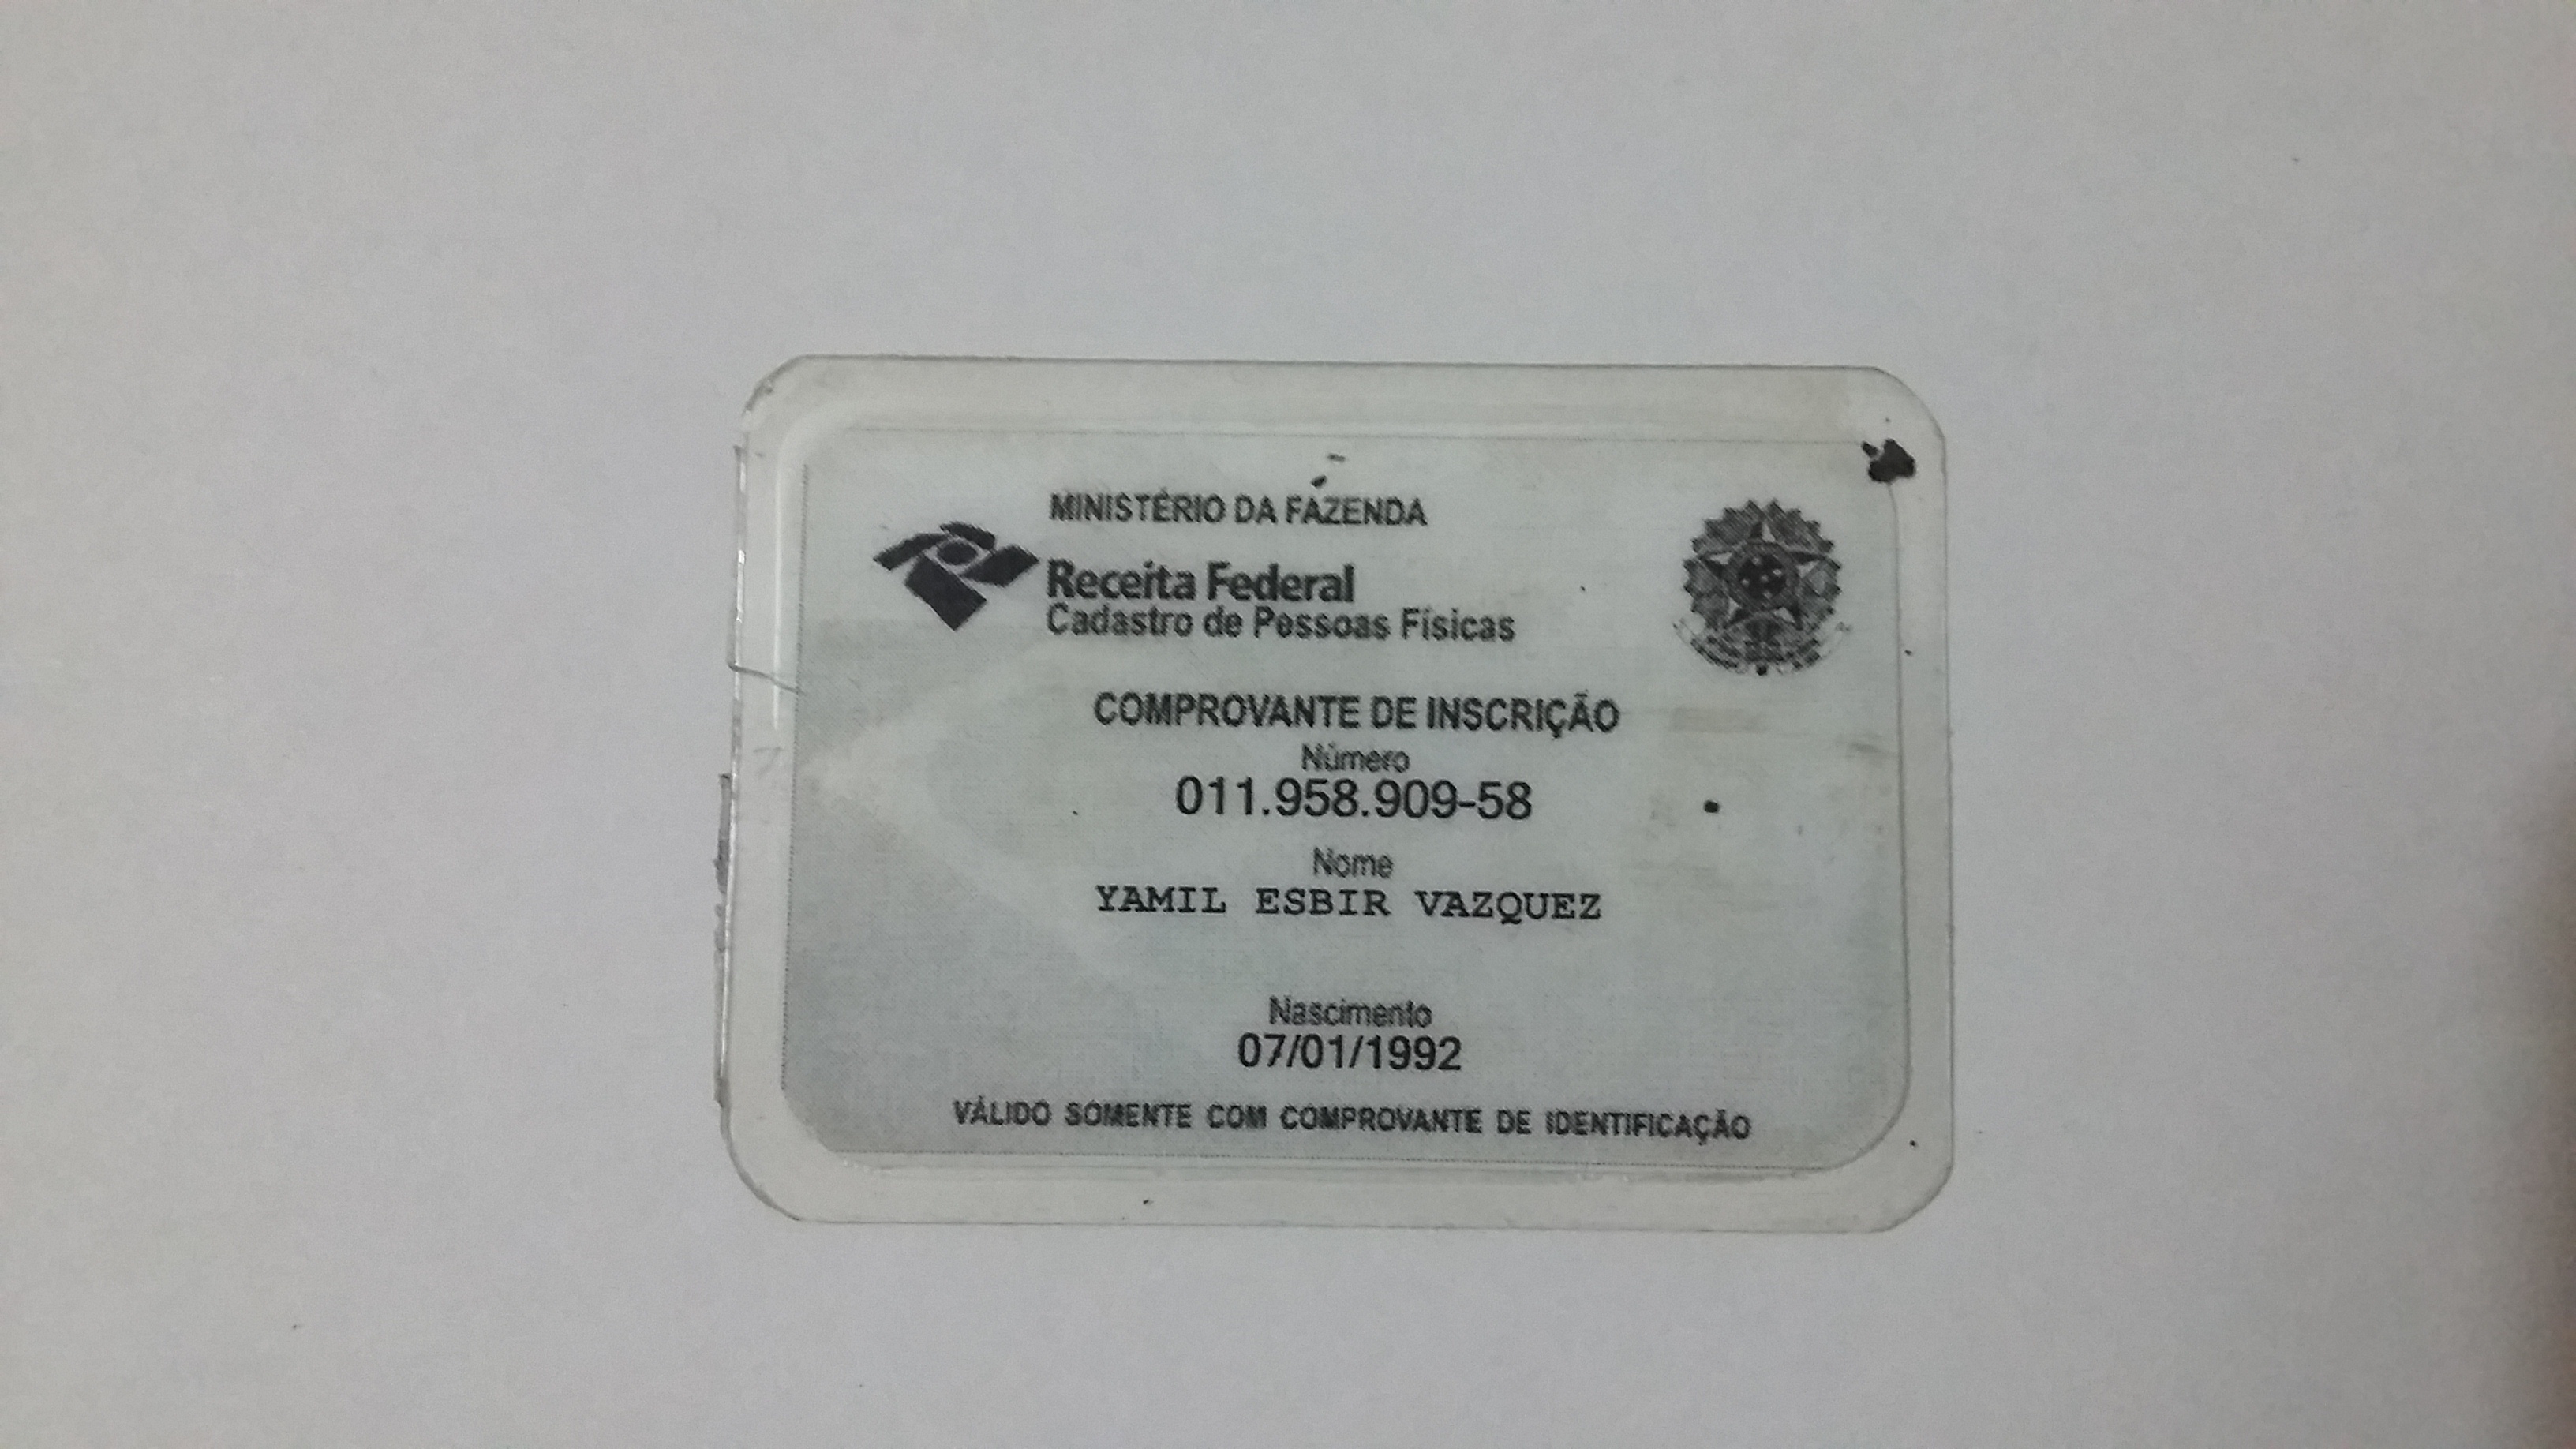 MINISTÉRIO DA FAZENDA
Receita Federal
Cadastro de Pessoas Físicas
COMPROVANTE DE INSCRIÇÃO
Número
011.958.909-58
Nome
YAMIL ESBIR VAZQUEZ
Nascimento
07/01/1992
VÁLIDO SOMENTE COM COMPROVANTE DE IDENTIFICAÇÃO